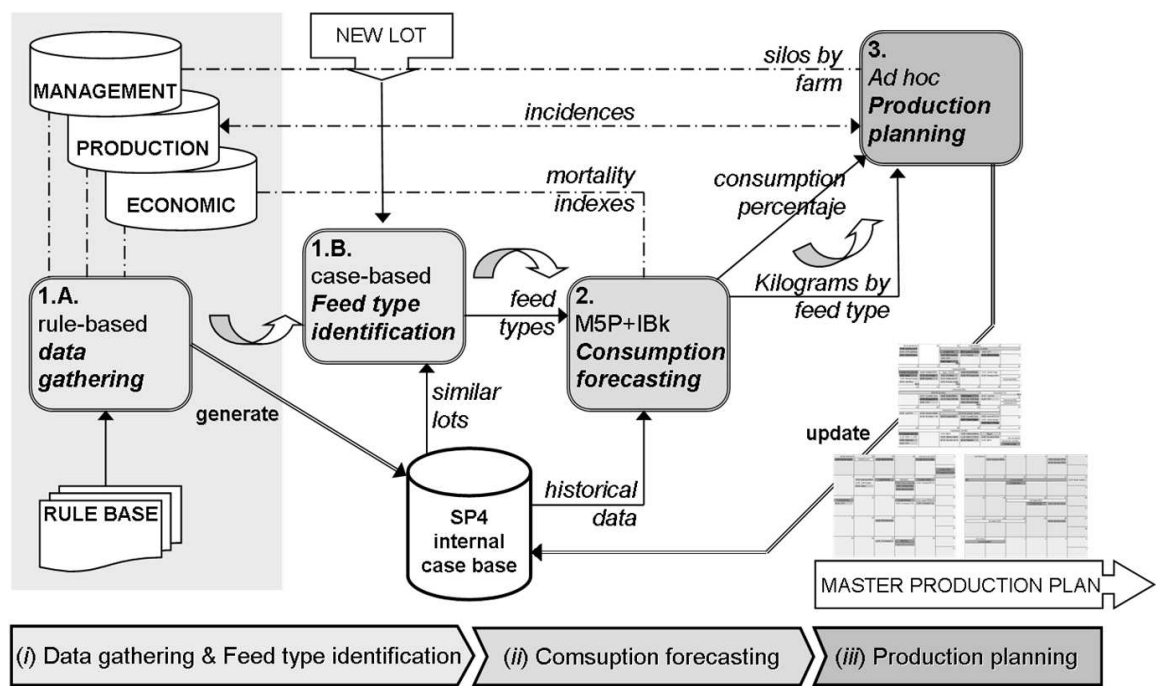 NEW LOT
MANAGEMENT
PRODUCTION
ECONOMIC
silos by
farm
incidences
mortality
indexes
3.
Ad hoc
Production
planning
consumption
percentaje
1.A.
rule-based
data
gathering
1.B.
case-based
Feed type
identification
feed
types
2.
M5P+IBk
Consumption
forecasting
Kilograms by
feed type
generate
similar
lots
RULE BASE
SP4
internal
case base
historical
data
update
MASTER PRODUCTION PLAN
(i) Data gathering & Feed type identification
(ii) Comsuption forecasting
(iii) Production planning